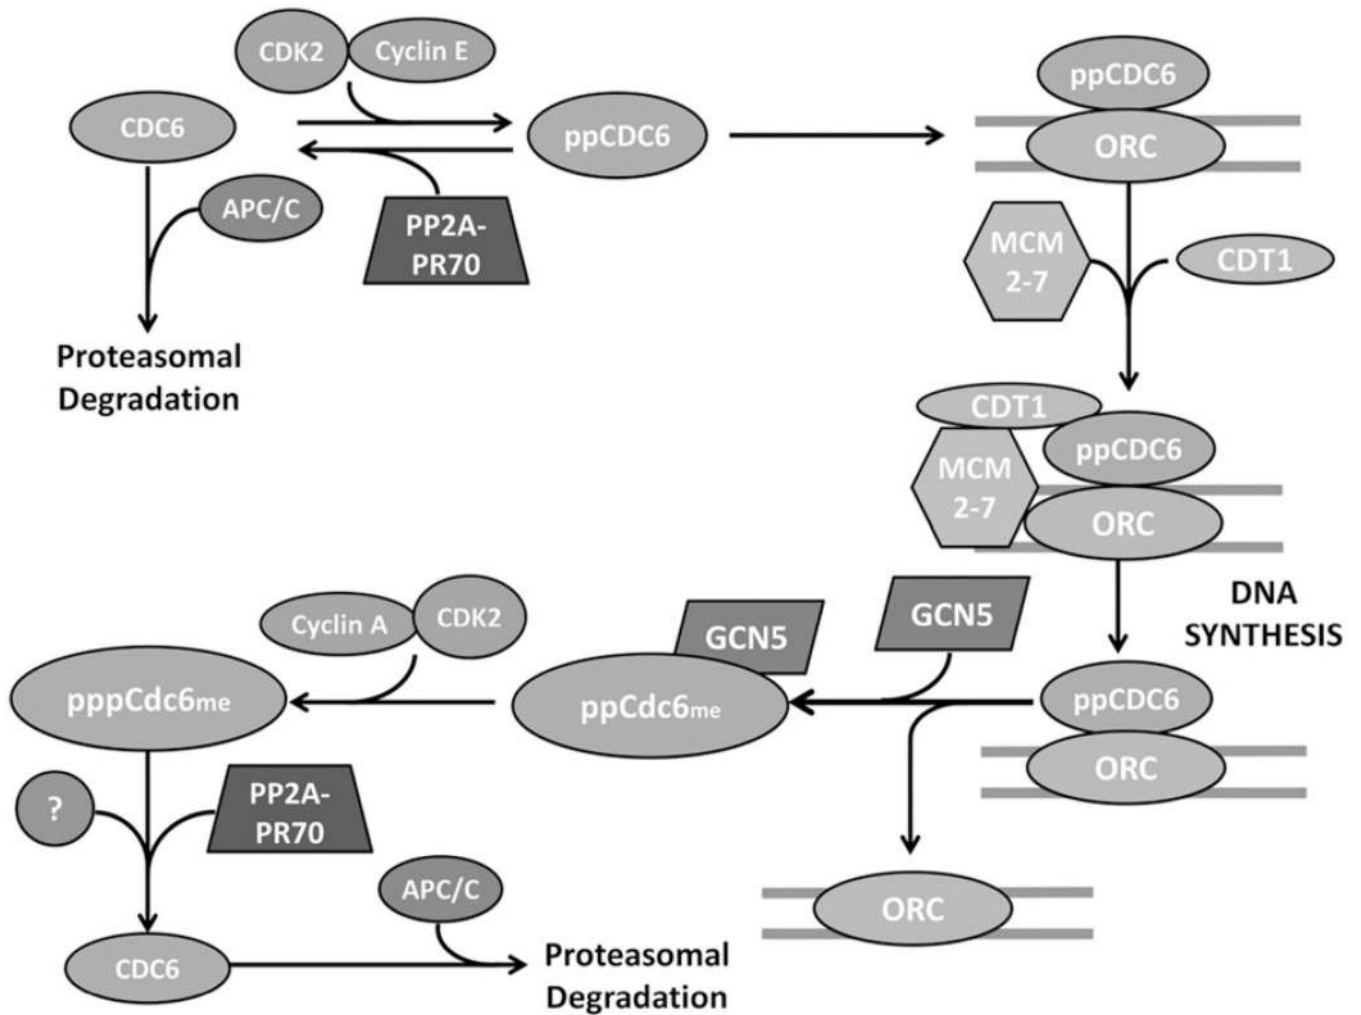 CDK2
Cyclin E
CDC6
ppCDC6
ppCDC6
ORC
APC/C
PP2A-
PR70
MCM
2-7
CDT1
Proteasomal
Degradation
CDT1
MCM
2-7
ppCDC6
ORC
DNA
SYNTHESIS
Cyclin A
CDK2
GCN5
GCN5
pppCdc6me
ppCdc6me
ppCDC6
ORC
?
PP2A-
PR70
APC/C
ORC
CDC6
Proteasomal
Degradation